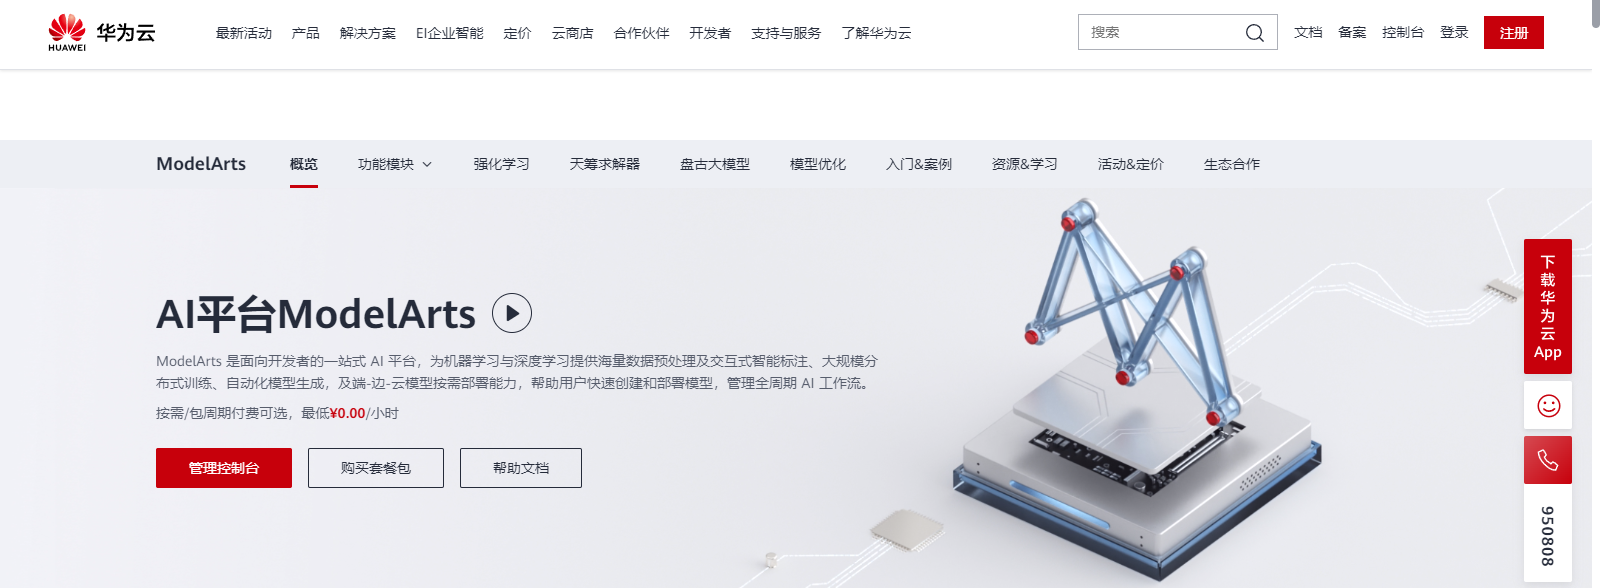 HUAWEI 华为云 最新活动 产品 解决方案 EI企业智能 定价 云商店 合作伙伴 开发者 支持与服务 了解华为云 搜索 文档 备案 控制台 登录 注册
ModelArts 概览 功能模块 强化学习 天筹求解器 盘古大模型 模型优化 入门&案例 资源&学习 活动&定价 生态合作
AI平台ModelArts
ModelArts 是面向开发者的一站式 AI 平台，为机器学习与深度学习提供海量数据预处理及交互式智能标注、大规模分
布式训练、自动化模型生成，及端-边-云模型按需部署能力，帮助用户快速创建和部署模型，管理全周期 AI 工作流。
按需/包周期付费可选，最低¥0.00/小时
管理控制台 购买套餐包 帮助文档
下载华为云App
950808